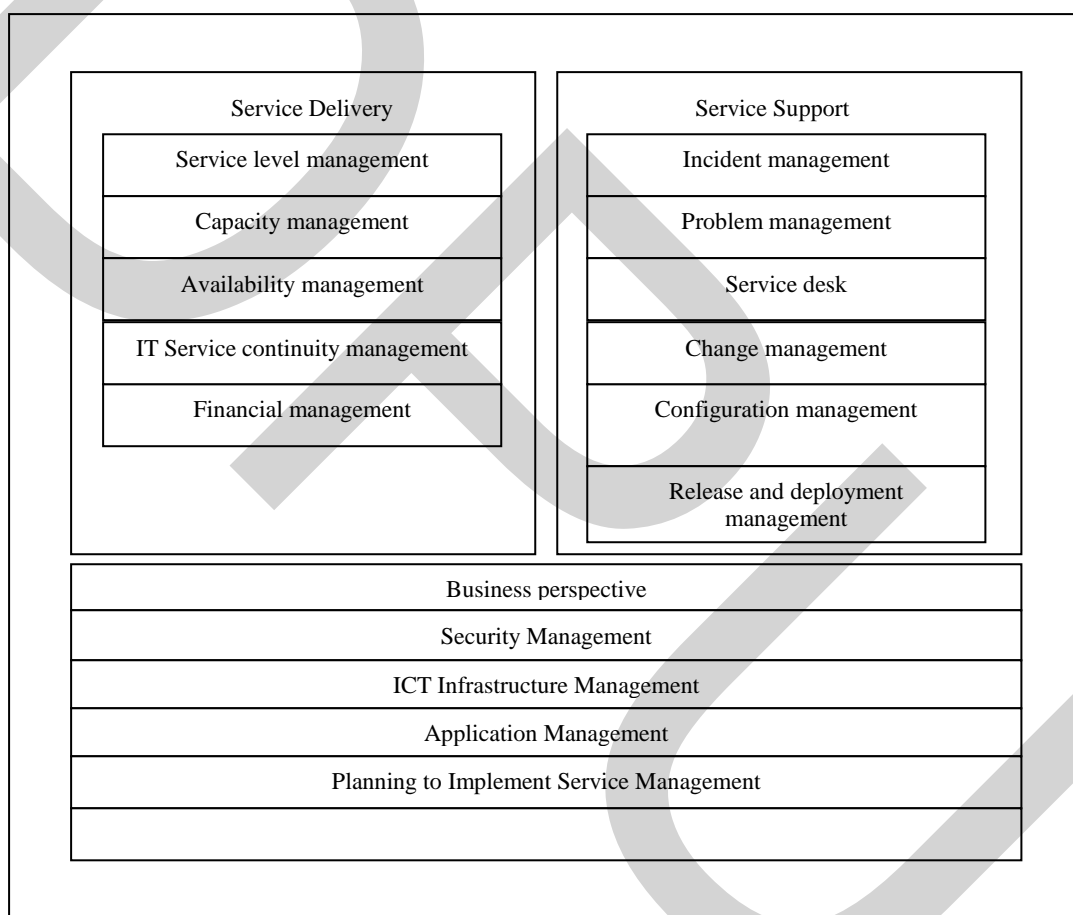 Service Delivery
Service level management
Capacity management
Availability management
IT Service continuity management
Financial management
Service Support
Incident management
Problem management
Service desk
Change management
Configuration management
Release and deployment
management
Business perspective
Security Management
ICT Infrastructure Management
Application Management
Planning to Implement Service Management